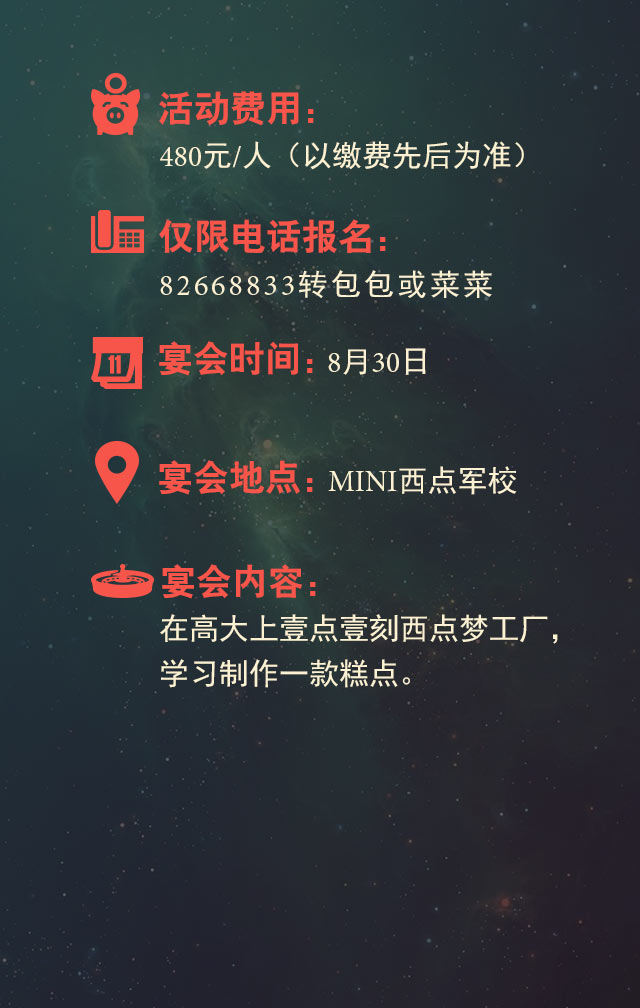 活动费用：
480元/人（以缴费先后为准）
仅限电话报名：
82668833转包包或菜菜
11
宴会时间：8月30日
宴会地点：MINI西点军校
宴会内容：
在高大上壹点壹刻西点梦工厂，
学习制作一款糕点。